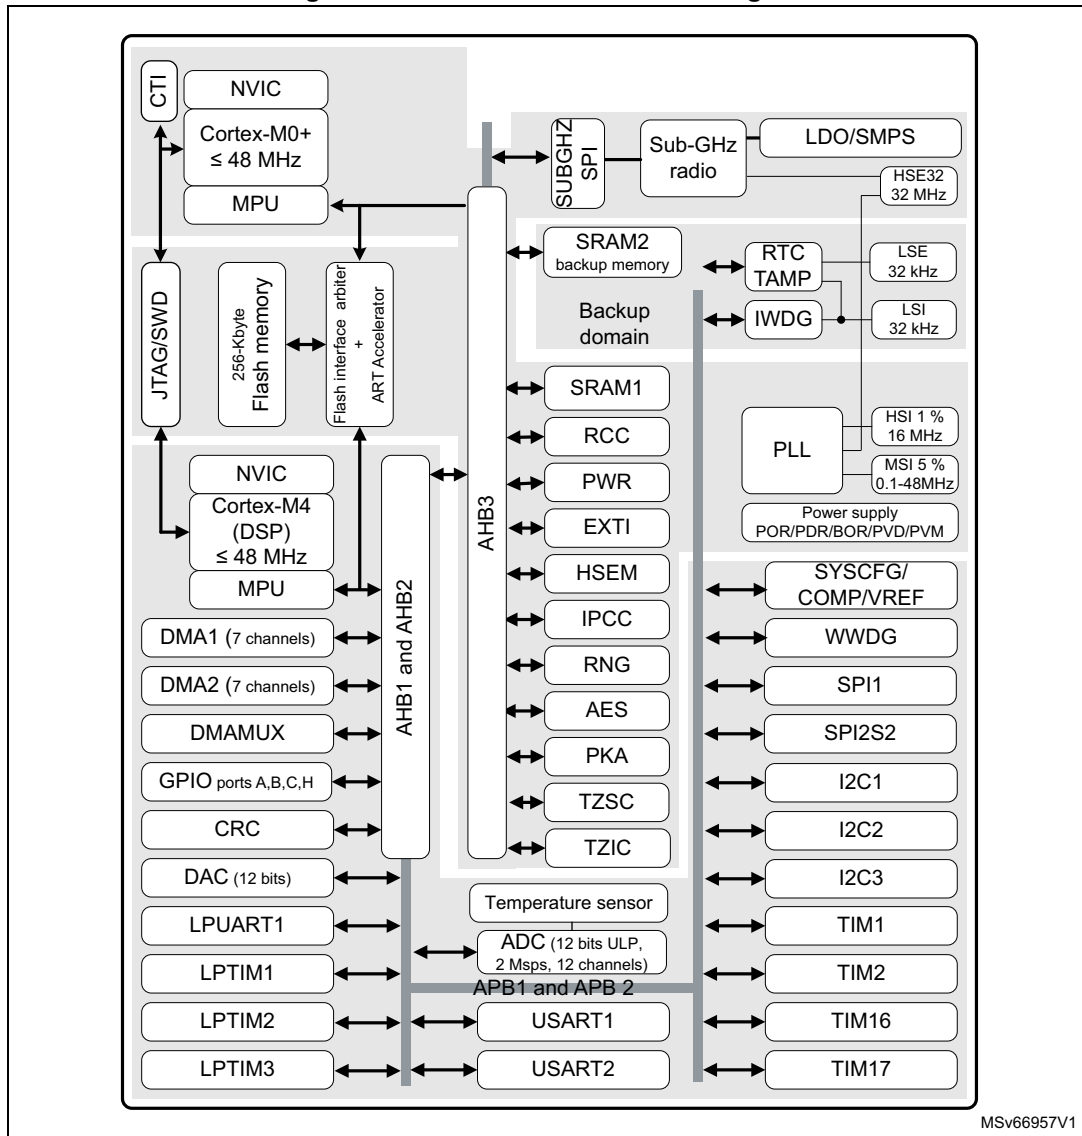 CTI
NVIC
Cortex-M0+
≤ 48 MHz
MPU
SUBGHZ
SPI
Sub-GHz
radio
LDO/SMPS
HSE32
32 MHz
JTAG/SWD
256-Kbyte
Flash memory
Flash interface arbiter
+
ART Accelerator
AHB3
SRAM2
backup memory
Backup
domain
RTC
TAMP
IWDG
LSE
32 kHz
LSI
32 kHz
NVIC
Cortex-M4
(DSP)
≤ 48 MHz
MPU
AHB1 and AHB2
SRAM1
RCC
PWR
EXTI
HSEM
IPCC
RNG
AES
PKA
TZSC
TZIC
PLL
HSI 1 %
16 MHz
MSI 5 %
0.1-48MHz
Power supply
POR/PDR/BOR/PVD/PVM
DMA1 (7 channels)
DMA2 (7 channels)
DMAMUX
GPIO ports A,B,C,H
CRC
DAC (12 bits)
LPUART1
LPTIM1
LPTIM2
LPTIM3
Temperature sensor
ADC (12 bits ULP,
2 Msps, 12 channels)
APB1 and APB 2
USART1
USART2
SYSCFG/
COMP/VREF
WWDG
SPI1
SPI2S2
I2C1
I2C2
I2C3
TIM1
TIM2
TIM16
TIM17
MSv66957V1